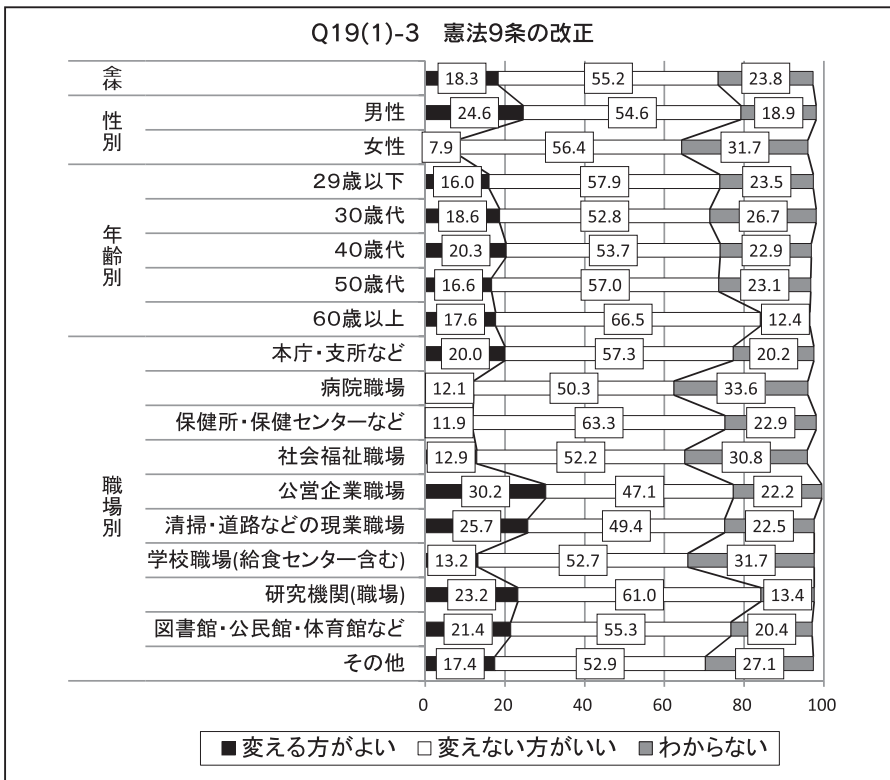 Q19(1)-3　憲法9条の改正
全体 18.3 55.2 23.8
性別
男性 24.6 54.6 18.9
女性 7.9 56.4 31.7
年齢別
29歳以下 16.0 57.9 23.5
30歳代 18.6 52.8 26.7
40歳代 20.3 53.7 22.9
50歳代 16.6 57.0 23.1
60歳以上 17.6 66.5 12.4
職場別
本庁・支所など 20.0 57.3 20.2
病院職場 12.1 50.3 33.6
保健所・保健センターなど 11.9 63.3 22.9
社会福祉職場 12.9 52.2 30.8
公営企業職場 30.2 47.1 22.2
清掃・道路などの現業職場 25.7 49.4 22.5
学校職場(給食センター含む) 13.2 52.7 31.7
研究機関(職場) 23.2 61.0 13.4
図書館・公民館・体育館など 21.4 55.3 20.4
その他 17.4 52.9 27.1
0 20 40 60 80 100
変える方がよい 変えない方がいい わからない